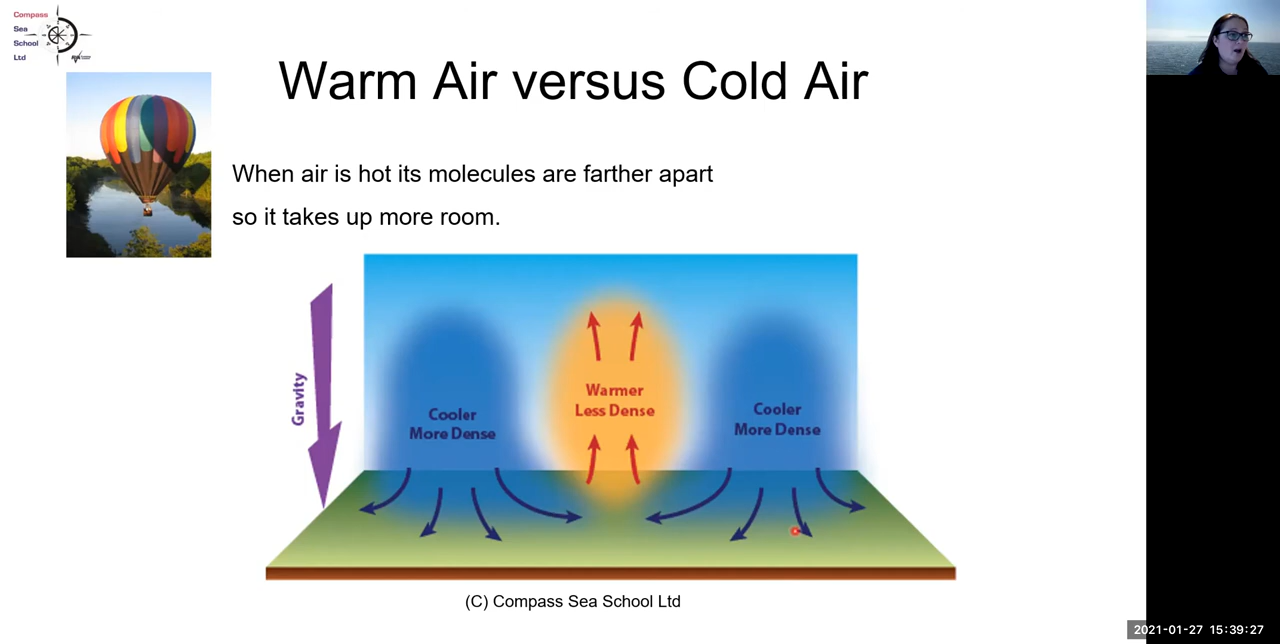 Compass
Sea
School
Ltd
Warm Air versus Cold Air
When air is hot its molecules are farther apart
so it takes up more room.
Gravity
Cooler
More Dense
Warmer
Less Dense
Cooler
More Dense
(C) Compass Sea School Ltd
2021-01-27 15:39:27